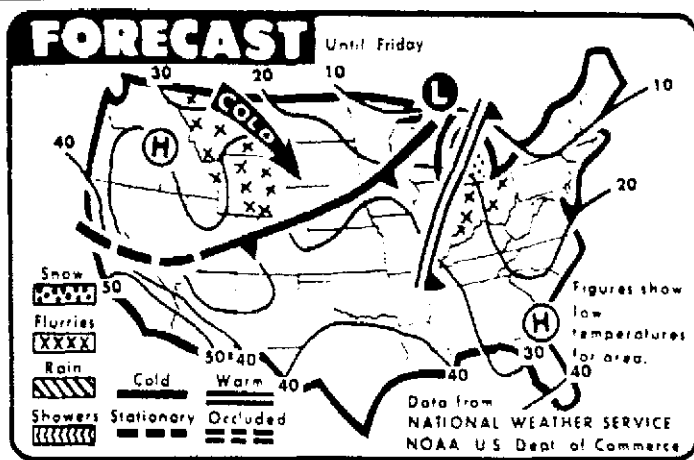 FORECAST
Until Friday
30 20 10
10
COLD
L
H
40
20
Snow
50
Flurries
Rain
Showers
Cold Warm
Stationary Occluded
50 40
40
40
H
30
40
Figures show
low
temperatures
for area.
Data from
NATIONAL WEATHER SERVICE
NOAA U.S. Dept of Commerce